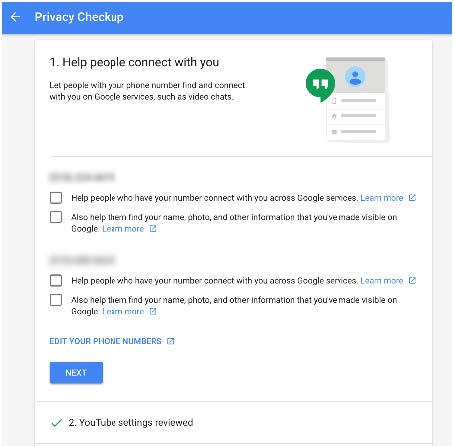 Privacy Checkup
1. Help people connect with you
Let people with your phone number find and connect
with you on Google services, such as video chats.
Help people who have your number connect with you across Google services. Learn more
Also help them find your name, photo, and other information that you've made visible on
Google. Learn more
Help people who have your number connect with you across Google services. Learn more
Also help them find your name, photo, and other information that you've made visible on
Google. Learn more
EDIT YOUR PHONE NUMBERS
NEXT
2. YouTube settings reviewed